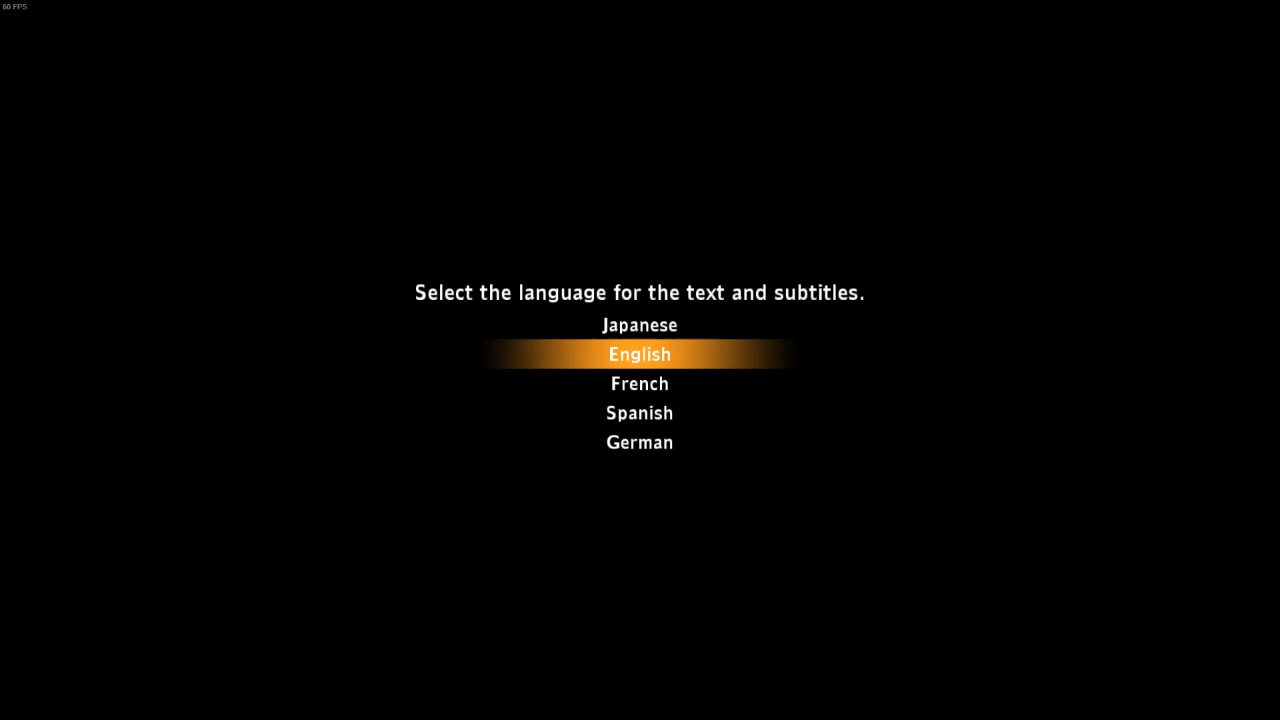 60 FPS
Select the language for the text and subtitles.
Japanese
English
French
Spanish
German